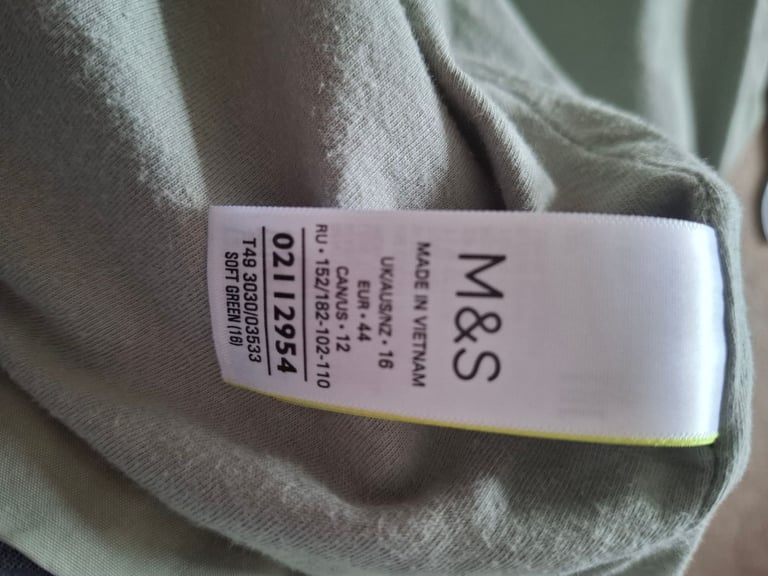 M&S
MADE IN VIETNAM
UK/AUS/NZ • 16
EUR • 44
CAN/US • 12
RU • 152/182-102-110
02112954
T49 3030/03533
SOFT GREEN (16)